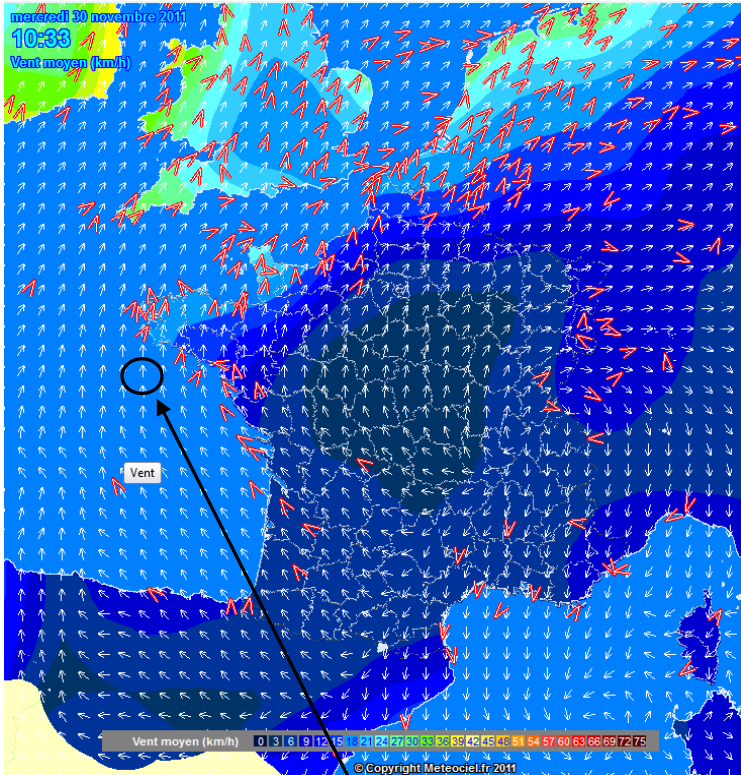 mercredi 30 novembre 2011
10:33
Vent moyen (km/h)
Vent
Vent moyen (km/h) 0 3 6 9 12 15 18 21 24 27 30 33 36 39 42 45 48 51 54 57 60 63 66 69 72 75
© Copyright Meteociel.fr 2011